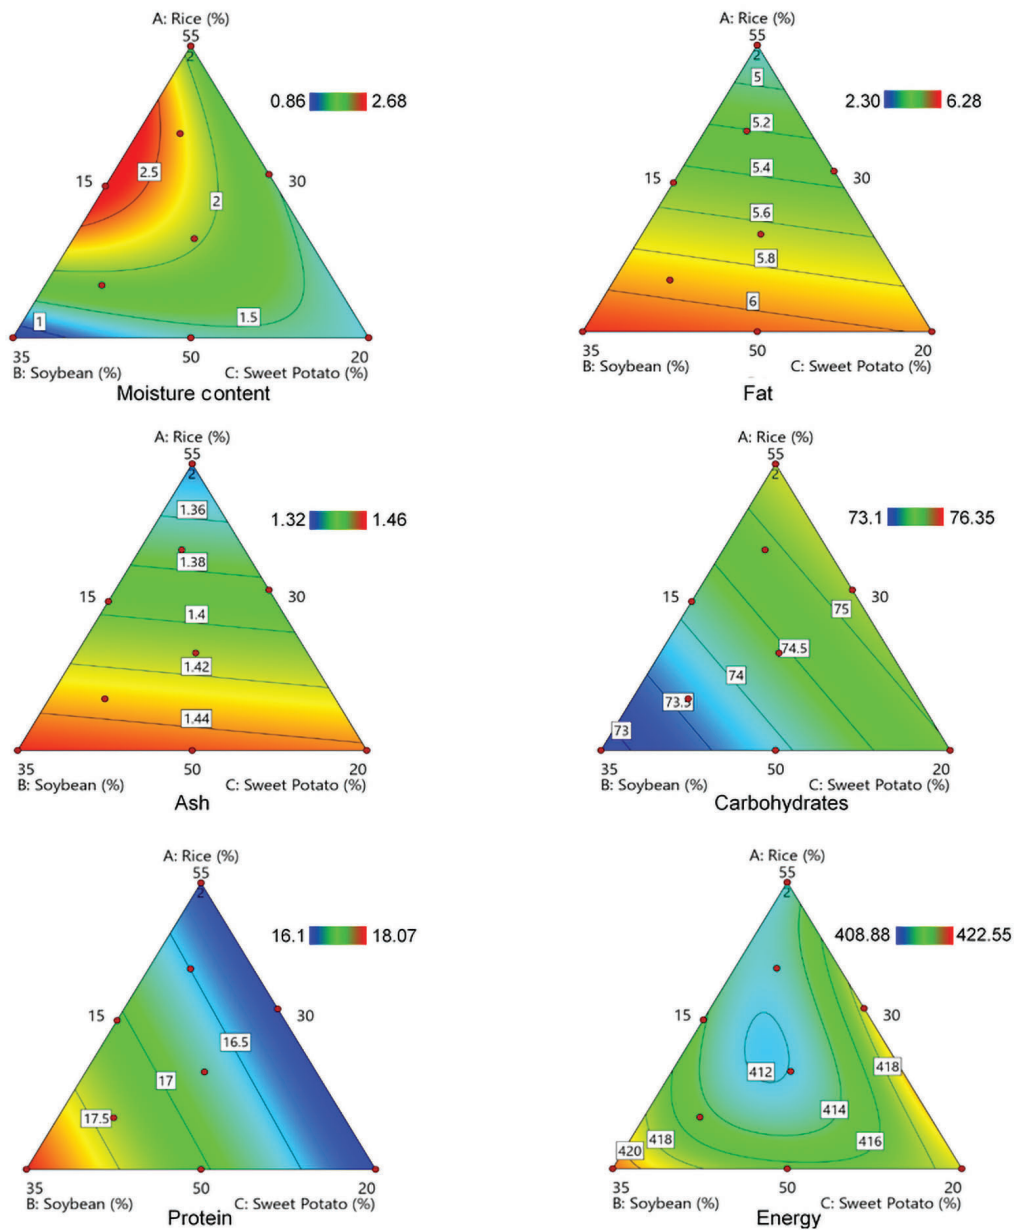 A: Rice (%)
55
2
0.86 2.68
2.5
15
30
2
1.5
1
35 50 20
B: Soybean (%) C: Sweet Potato (%)
Moisture content
A: Rice (%)
55
2
5
2.30 6.28
5.2
5.4
15
30
5.6
5.8
6
35 50 20
B: Soybean (%) C: Sweet Potato (%)
Fat
A: Rice (%)
55
2
1.36
1.32 1.46
1.38
15
30
1.4
1.42
1.44
35 50 20
B: Soybean (%) C: Sweet Potato (%)
Ash
A: Rice (%)
55
2
73.1 76.35
15
30
75
74.5
74
73.5
73
35 50 20
B: Soybean (%) C: Sweet Potato (%)
Carbohydrates
A: Rice (%)
55
2
16.1 18.07
15
30
16.5
17
17.5
35 50 20
B: Soybean (%) C: Sweet Potato (%)
Protein
A: Rice (%)
55
2
408.88 422.55
15
30
418
412
414
418
416
420
35 50 20
B: Soybean (%) C: Sweet Potato (%)
Energy